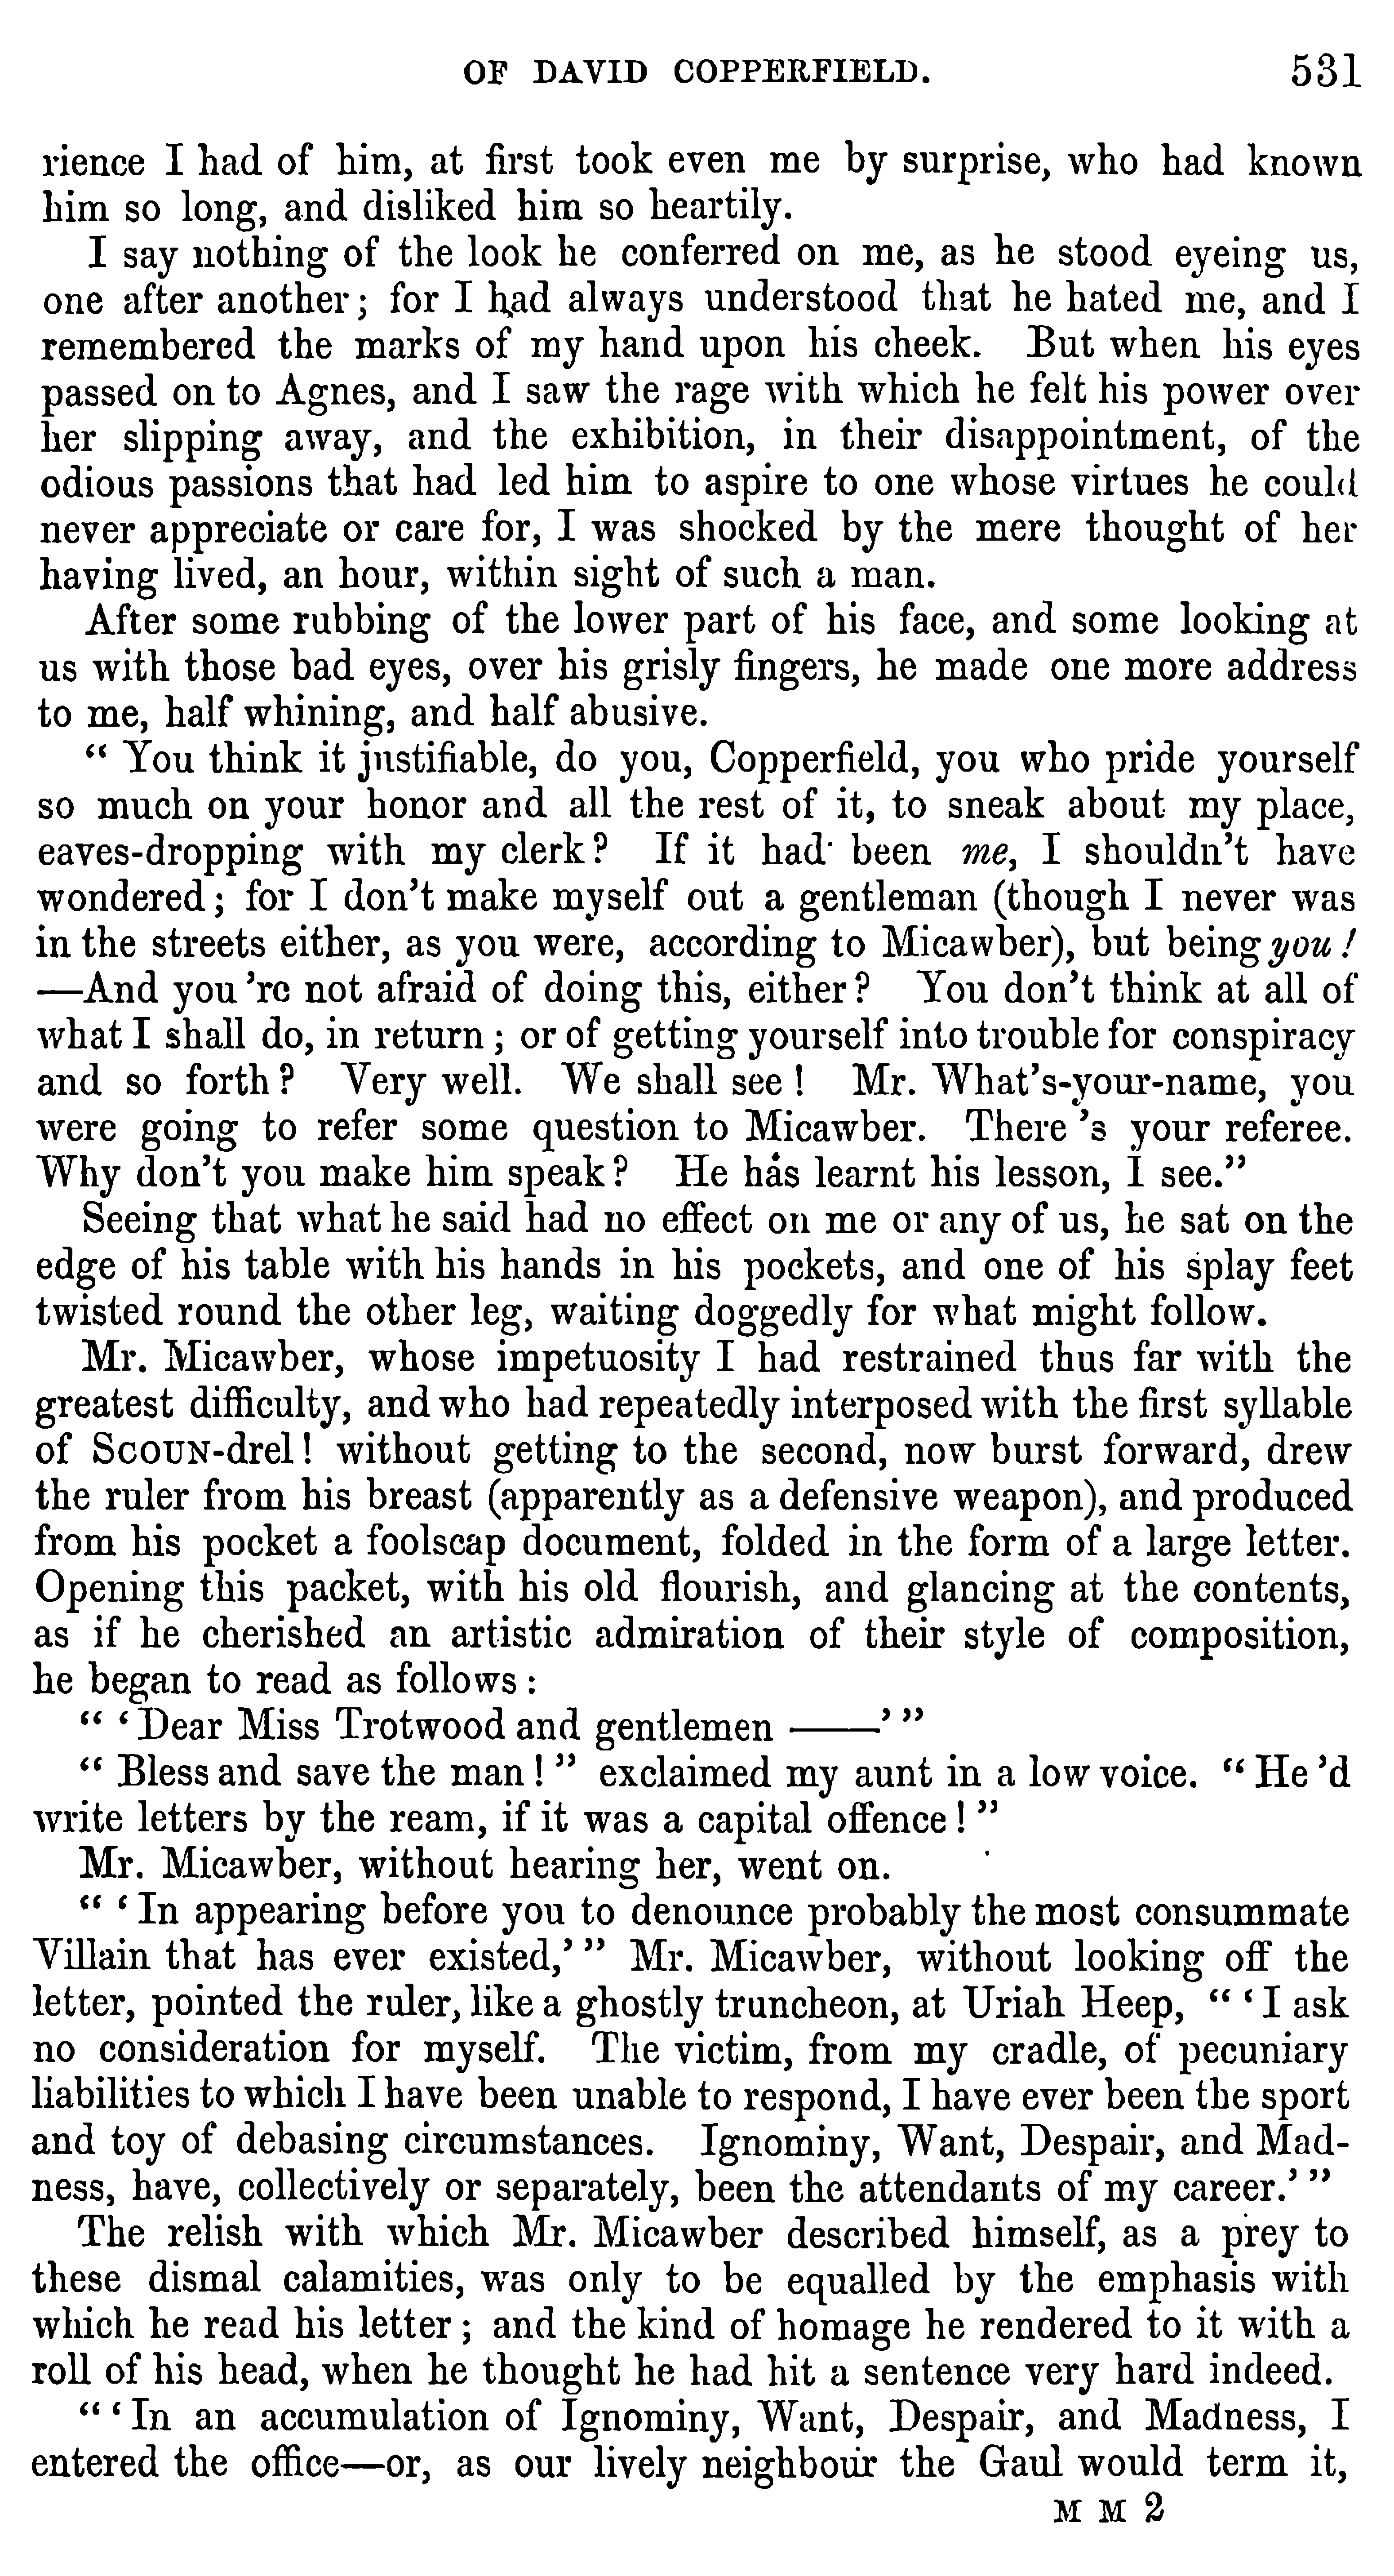 OF DAVID COPPERFIELD. 531
rience I had of him, at first took even me by surprise, who had known
him so long, and disliked him so heartily.
I say nothing of the look he conferred on me, as he stood eyeing us,
one after another; for I had always understood that he hated me, and I
remembered the marks of my hand upon his cheek. But when his eyes
passed on to Agnes, and I saw the rage with which he felt his power over
her slipping away, and the exhibition, in their disappointment, of the
odious passions that had led him to aspire to one whose virtues he could
never appreciate or care for, I was shocked by the mere thought of her
having lived, an hour, within sight of such a man.
After some rubbing of the lower part of his face, and some looking at
us with those bad eyes, over his grisly fingers, he made one more address
to me, half whining, and half abusive.
“ You think it justifiable, do you, Copperfield, you who pride yourself
so much on your honor and all the rest of it, to sneak about my place,
eaves-dropping with my clerk? If it had been me, I shouldn’t have
wondered; for I don’t make myself out a gentleman (though I never was
in the streets either, as you were, according to Micawber), but being you!
—And you ’re not afraid of doing this, either? You don’t think at all of
what I shall do, in return; or of getting yourself into trouble for conspiracy
and so forth? Very well. We shall see! Mr. What’s-your-name, you
were going to refer some question to Micawber. There ’s your referee.
Why don’t you make him speak? He has learnt his lesson, I see.”
Seeing that what he said had no effect on me or any of us, he sat on the
edge of his table with his hands in his pockets, and one of his splay feet
twisted round the other leg, waiting doggedly for what might follow.
Mr. Micawber, whose impetuosity I had restrained thus far with the
greatest difficulty, and who had repeatedly interposed with the first syllable
of SCOUN-drel! without getting to the second, now burst forward, drew
the ruler from his breast (apparently as a defensive weapon), and produced
from his pocket a foolscap document, folded in the form of a large letter.
Opening this packet, with his old flourish, and glancing at the contents,
as if he cherished an artistic admiration of their style of composition,
he began to read as follows:
“ ‘ Dear Miss Trotwood and gentlemen ——’ ”
“ Bless and save the man! ” exclaimed my aunt in a low voice. “ He ’d
write letters by the ream, if it was a capital offence! ”
Mr. Micawber, without hearing her, went on.
“ ‘ In appearing before you to denounce probably the most consummate
Villain that has ever existed,’ ” Mr. Micawber, without looking off the
letter, pointed the ruler, like a ghostly truncheon, at Uriah Heep, “ ‘ I ask
no consideration for myself. The victim, from my cradle, of pecuniary
liabilities to which I have been unable to respond, I have ever been the sport
and toy of debasing circumstances. Ignominy, Want, Despair, and Mad-
ness, have, collectively or separately, been the attendants of my career.’ ”
The relish with which Mr. Micawber described himself, as a prey to
these dismal calamities, was only to be equalled by the emphasis with
which he read his letter; and the kind of homage he rendered to it with a
roll of his head, when he thought he had hit a sentence very hard indeed.
“ ‘ In an accumulation of Ignominy, Want, Despair, and Madness, I
entered the office—or, as our lively neighbour the Gaul would term it,
M M 2